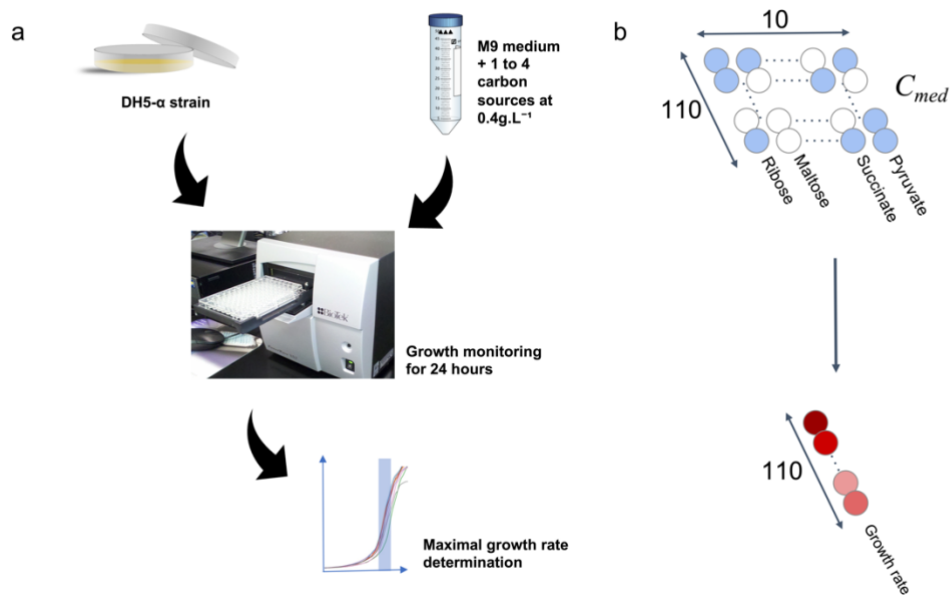 a
DH5-α strain
M9 medium
+ 1 to 4
carbon
sources at
0.4g.L⁻¹
BioTek
Growth monitoring
for 24 hours
Maximal growth rate
determination
b
10
110
C_med
Ribose
Maltose
Succinate
Pyruvate
110
Growth rate